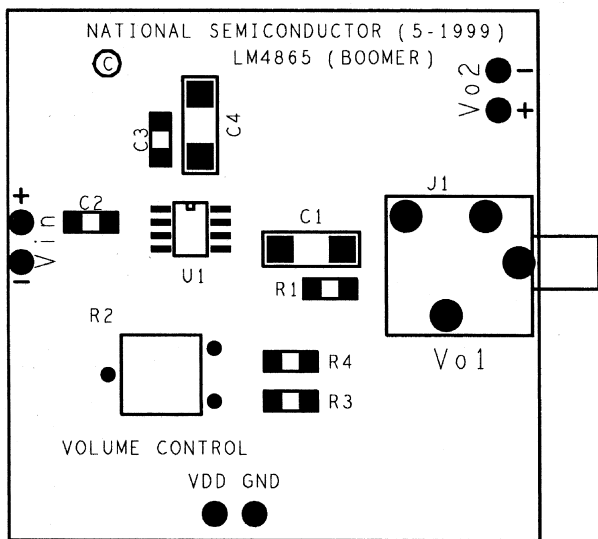 NATIONAL SEMICONDUCTOR (5-1999)
LM4865 (BOOMER)
C
Vo2
-
+
C3
C4
J1
+
Vin
-
C2
U1
C1
R1
R2
Vo1
R4
R3
VOLUME CONTROL
VDD GND